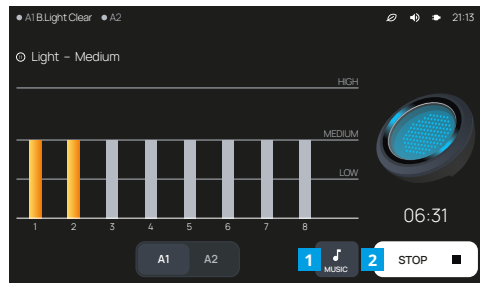 A1 B.Light Clear A2 21:13
Light – Medium
HIGH
MEDIUM
LOW
1 2 3 4 5 6 7 8
06:31
A1 A2
1 MUSIC
2 STOP